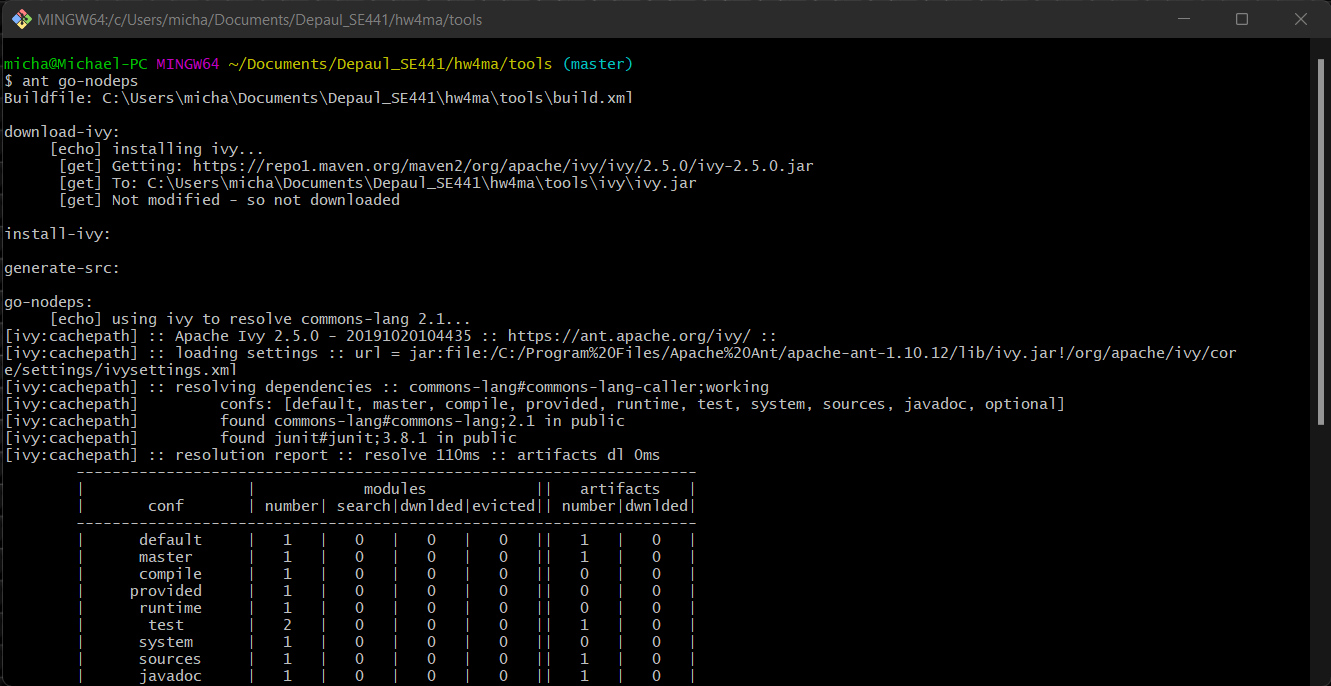 MINGW64:/c/Users/micha/Documents/Depaul_SE441/hw4ma/tools
micha@Michael-PC MINGW64 ~/Documents/Depaul_SE441/hw4ma/tools (master)
$ ant go-nodeps
Buildfile: C:\Users\micha\Documents\Depaul_SE441\hw4ma\tools\build.xml
download-ivy:
[echo] installing ivy...
[get] Getting: https://repo1.maven.org/maven2/org/apache/ivy/ivy/2.5.0/ivy-2.5.0.jar
[get] To: C:\Users\micha\Documents\Depaul_SE441\hw4ma\tools\ivy\ivy.jar
[get] Not modified - so not downloaded
install-ivy:
generate-src:
go-nodeps:
[echo] using ivy to resolve commons-lang 2.1...
[ivy:cachepath] :: Apache Ivy 2.5.0 - 20191020104435 :: https://ant.apache.org/ivy/ ::
[ivy:cachepath] :: loading settings :: url = jar:file:/C:/Program%20Files/Apache%20Ant/apache-ant-1.10.12/lib/ivy.jar!/org/apache/ivy/cor
e/settings/ivysettings.xml
[ivy:cachepath] :: resolving dependencies :: commons-lang#commons-lang-caller;working
[ivy:cachepath] confs: [default, master, compile, provided, runtime, test, system, sources, javadoc, optional]
[ivy:cachepath] found commons-lang#commons-lang;2.1 in public
[ivy:cachepath] found junit#junit;3.8.1 in public
[ivy:cachepath] :: resolution report :: resolve 110ms :: artifacts dl 0ms
---------------------------------------------------------------------
| | modules || artifacts |
| conf | number| search|dwnlded|evicted|| number|dwnlded|
---------------------------------------------------------------------
| default | 1 | 0 | 0 | 0 || 1 | 0 |
| master | 1 | 0 | 0 | 0 || 1 | 0 |
| compile | 1 | 0 | 0 | 0 || 0 | 0 |
| provided | 1 | 0 | 0 | 0 || 0 | 0 |
| runtime | 1 | 0 | 0 | 0 || 0 | 0 |
| test | 2 | 0 | 0 | 0 || 1 | 0 |
| system | 1 | 0 | 0 | 0 || 0 | 0 |
| sources | 1 | 0 | 0 | 0 || 1 | 0 |
| javadoc | 1 | 0 | 0 | 0 || 1 | 0 |